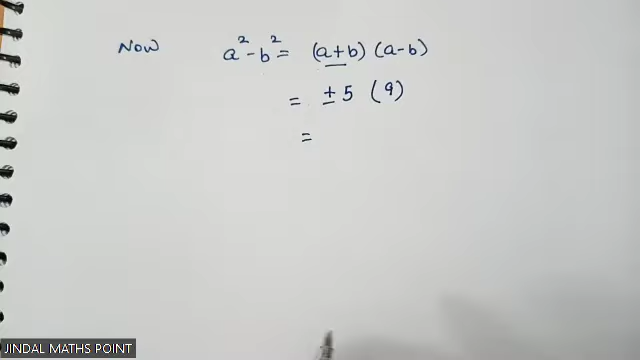 Now a² - b² = (a+b) (a-b)
= ± 5 (9)
=
JINDAL MATHS POINT